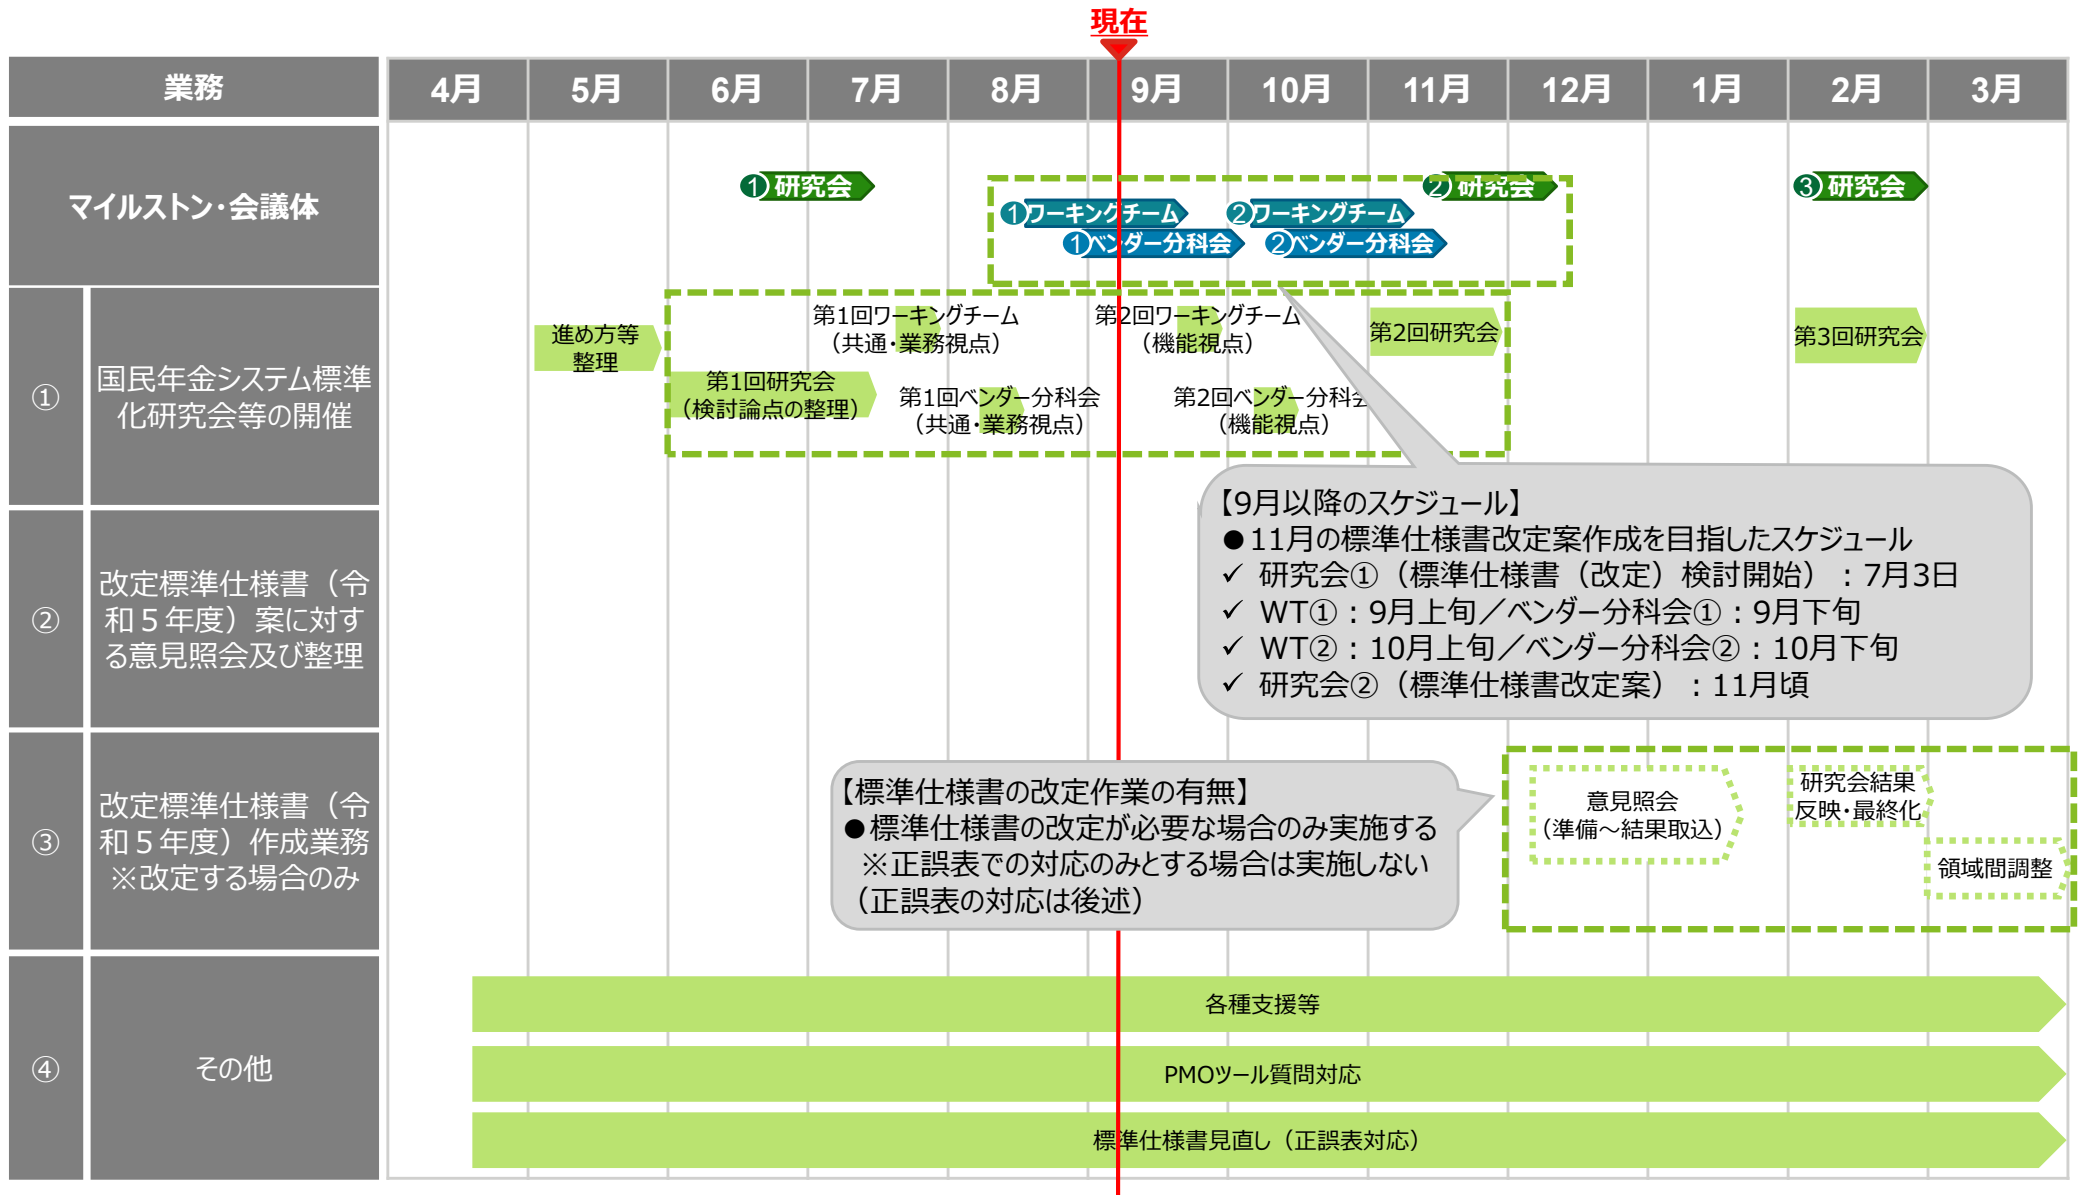 現在
業務
4月
5月
6月
7月
8月
9月
10月
11月
12月
1月
2月
3月
マイルストン・会議体
①研究会
②研究会
③研究会
①ワーキングチーム
②ワーキングチーム
①ベンダー分科会
②ベンダー分科会
①
国民年金システム標準
化研究会等の開催
進め方等
整理
第1回研究会
（検討論点の整理）
第1回ワーキングチーム
（共通・業務視点）
第1回ベンダー分科会
（共通・業務視点）
第2回ワーキングチーム
（機能視点）
第2回ベンダー分科会
（機能視点）
第2回研究会
第3回研究会
【9月以降のスケジュール】
●11月の標準仕様書改定案作成を目指したスケジュール
✓ 研究会①（標準仕様書（改定）検討開始）：7月3日
✓ WT①：9月上旬／ベンダー分科会①：9月下旬
✓ WT②：10月上旬／ベンダー分科会②：10月下旬
✓ 研究会②（標準仕様書改定案）：11月頃
②
改定標準仕様書（令
和５年度）案に対す
る意見照会及び整理
③
改定標準仕様書（令
和５年度）作成業務
※改定する場合のみ
【標準仕様書の改定作業の有無】
●標準仕様書の改定が必要な場合のみ実施する
※正誤表での対応のみとする場合は実施しない
（正誤表の対応は後述）
意見照会
（準備～結果取込）
研究会結果
反映・最終化
領域間調整
④
その他
各種支援等
PMOツール質問対応
標準仕様書見直し（正誤表対応）